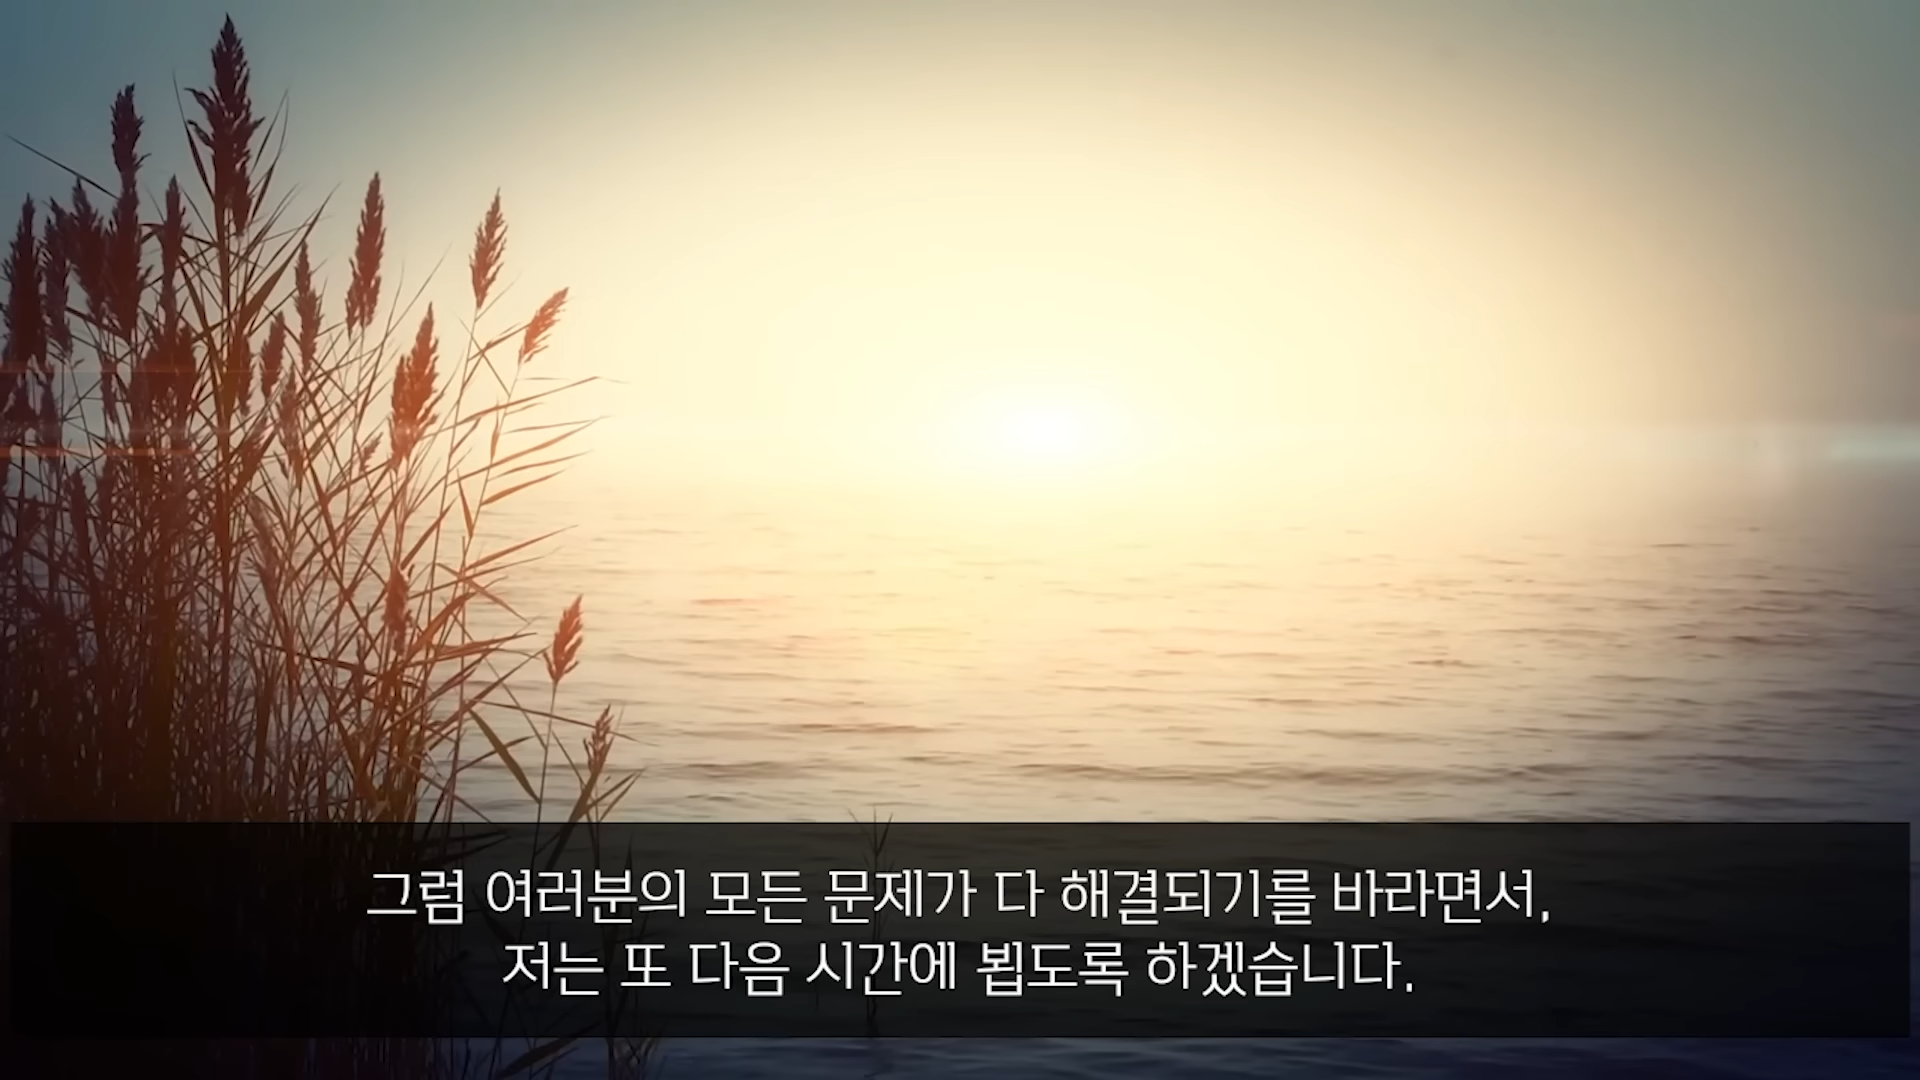 그럼 여러분의 모든 문제가 다 해결되기를 바라면서,
저는 또 다음 시간에 뵙도록 하겠습니다.